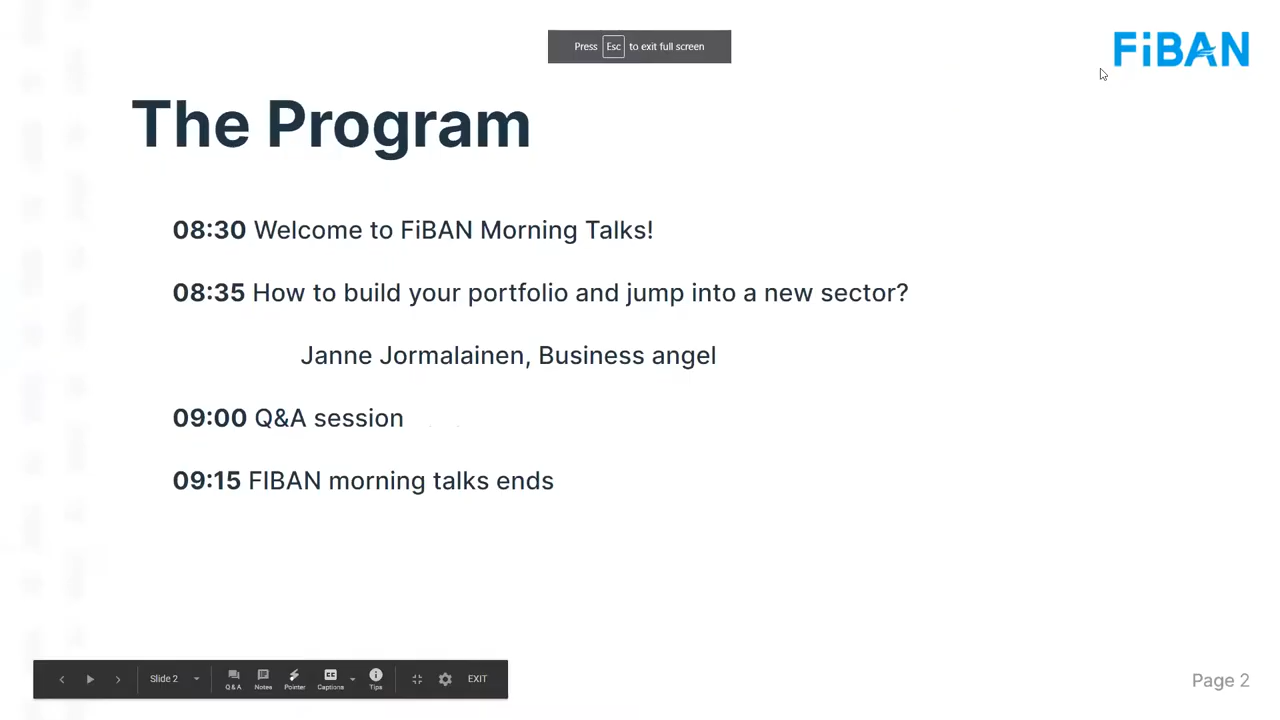 Press Esc to exit full screen
FiBAN
The Program
08:30 Welcome to FiBAN Morning Talks!
08:35 How to build your portfolio and jump into a new sector?
Janne Jormalainen, Business angel
09:00 Q&A session
09:15 FIBAN morning talks ends
Slide 2
Q&A Notes Pointer Captions Tips EXIT
Page 2